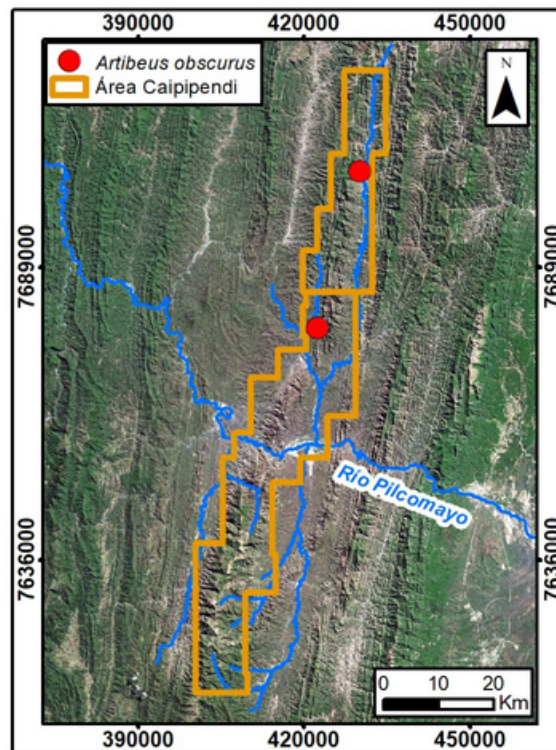 390000 420000 450000
Artibeus obscurus
Área Caipipendi
N
7689000 7689000
Río Pilcomayo
7636000 7636000
0 10 20
Km
390000 420000 450000